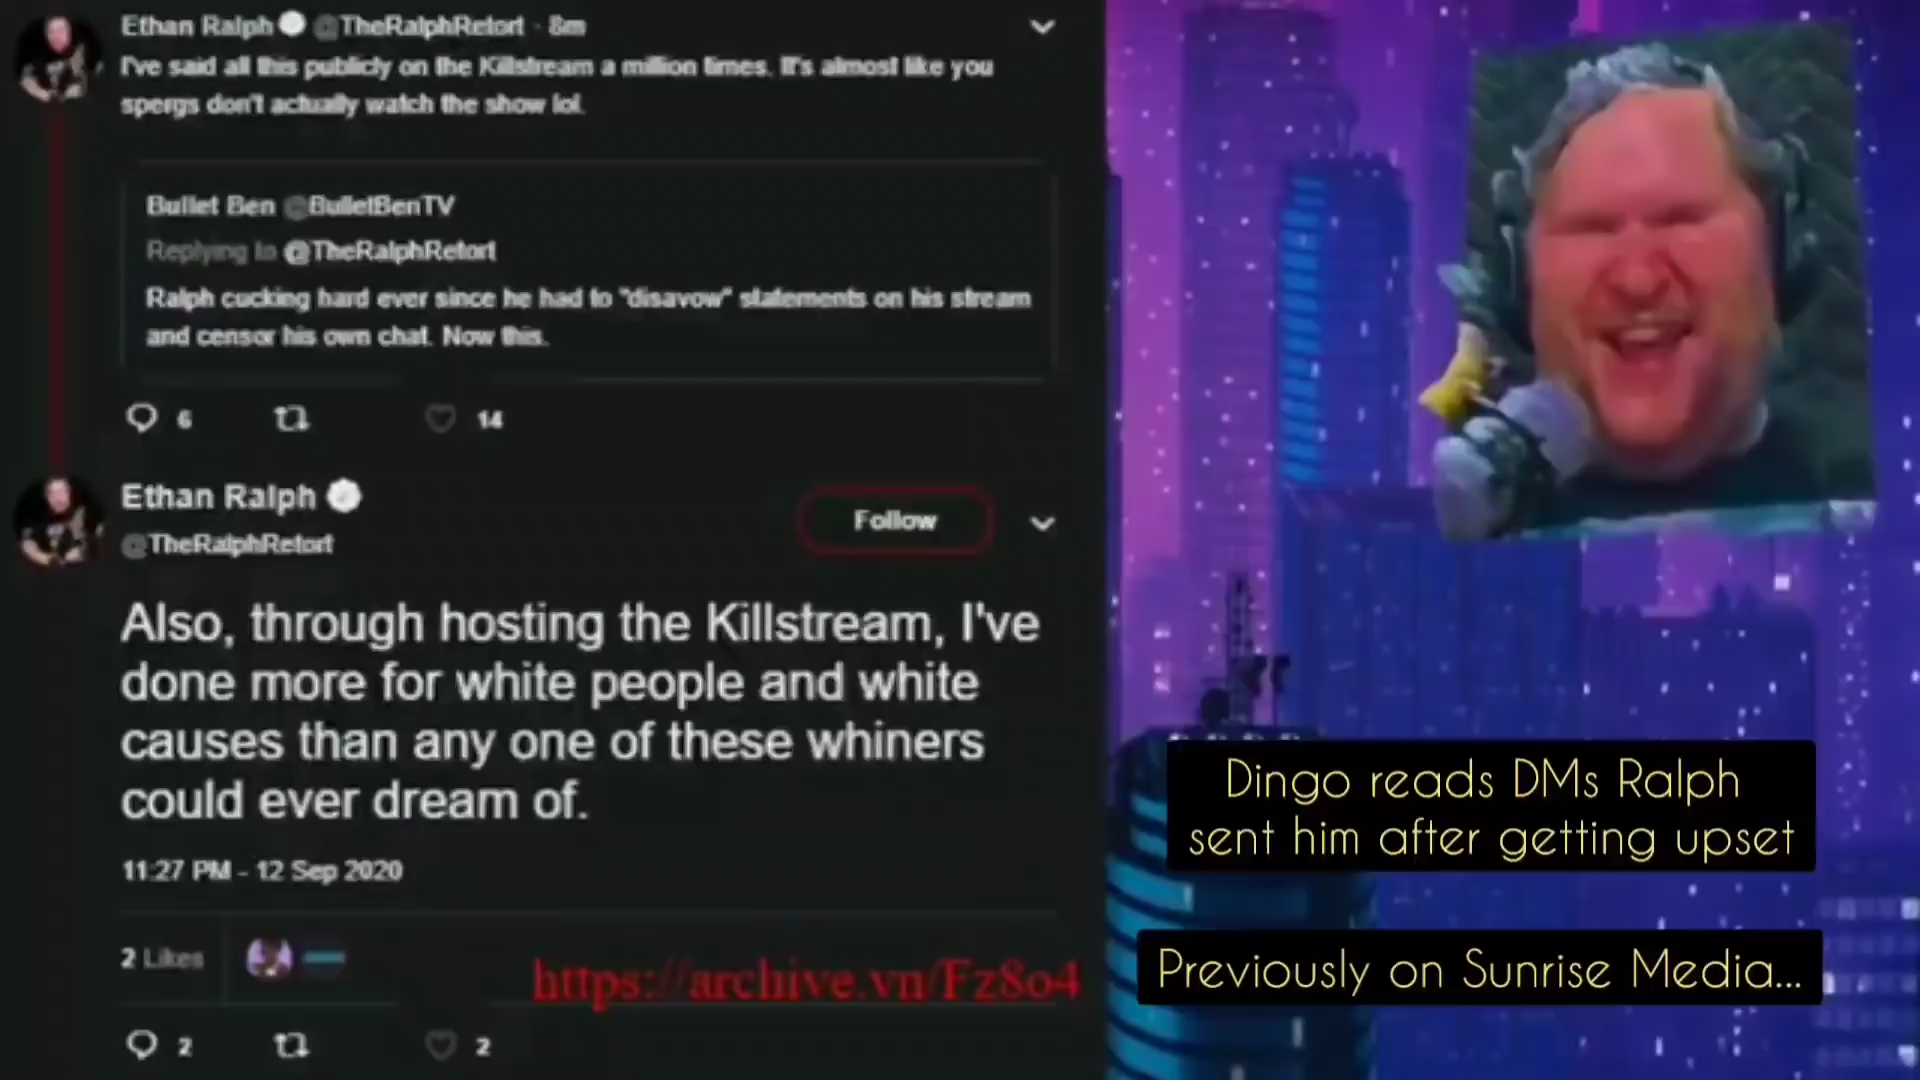 Ethan Ralph @TheRalphRetort · 8m
I've said all this publicly on the Killstream a million times. It's almost like you
spergs don't actually watch the show lol.
Bullet Ben @BulletBenTV
Replying to @TheRalphRetort
Ralph cucking hard ever since he had to "disavow" statements on his stream
and censor his own chat. Now this.
6 14
Ethan Ralph
@TheRalphRetort
Follow
Also, through hosting the Killstream, I've
done more for white people and white
causes than any one of these whiners
could ever dream of.
11:27 PM - 12 Sep 2020
2 Likes
https://archive.vn/Fz8o4
2 2
Dingo reads DMs Ralph
sent him after getting upset
Previously on Sunrise Media...